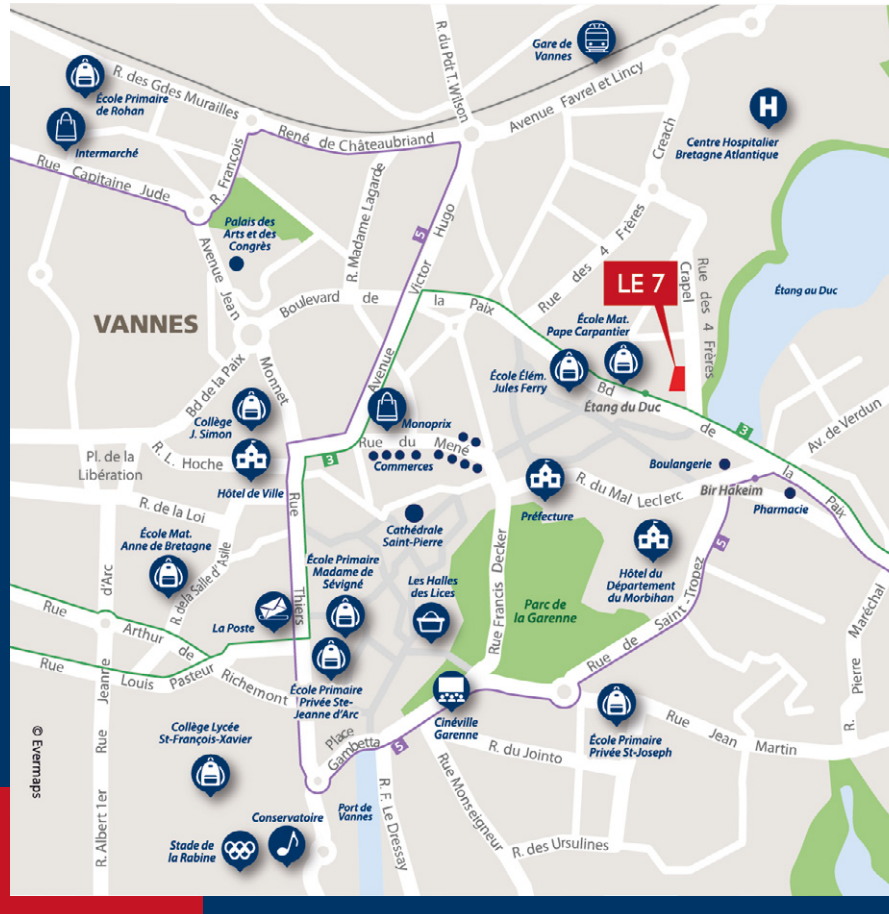 Gare de
Vannes
R. du Pdt T. Wilson
R. des Gdes Murailles
École Primaire
de Rohan
Avenue Favrel et Lincy
H
Centre Hospitalier
Bretagne Atlantique
Intermarché
René de Châteaubriand
Creach
Rue Capitaine Jude
R. François
R. Madame Lagarde
Victor Hugo
5
Palais des
Arts et des
Congrès
Avenue Jean
Monnet
Rue des 4 Frères
Crapel
Rue des 4 Frères
LE 7
Étang au Duc
Boulevard de la Paix
VANNES
École Mat.
Pape Carpantier
École Élém.
Jules Ferry
Bd de la Paix
Avenue
Étang du Duc
Bd de la Paix
3
Av. de Verdun
Collège
J. Simon
Monoprix
Rue du Mené
3
Commerces
Pl. de la
Libération
R. L. Hoche
Hôtel de Ville
Boulangerie
Bir Hakeim
Pharmacie
R. du Mal Leclerc
Préfecture
R. de la Loi
Rue
Thiers
Cathédrale
Saint-Pierre
École Mat.
Anne de Bretagne
R. de la Salle d'Asile
École Primaire
Madame de
Sévigné
Les Halles
des Lices
Rue Francis Decker
Hôtel du
Département
du Morbihan
5
Parc de
la Garenne
Rue de Saint-Tropez
R. Pierre Maréchal
La Poste
Rue Arthur de Richemont
Rue Louis Pasteur
Rue Jeanne d'Arc
École Primaire
Privée Ste-
Jeanne d'Arc
Place
Gambetta
5
Cinéville
Garenne
École Primaire
Privée St-Joseph
Rue Jean Martin
© Evermaps
Collège Lycée
St-François-Xavier
R. du Jointo
Rue Monseigneur
R. F. Le Dressay
Port de
Vannes
Conservatoire
Stade de
la Rabine
R. Albert 1er
R. des Ursulines